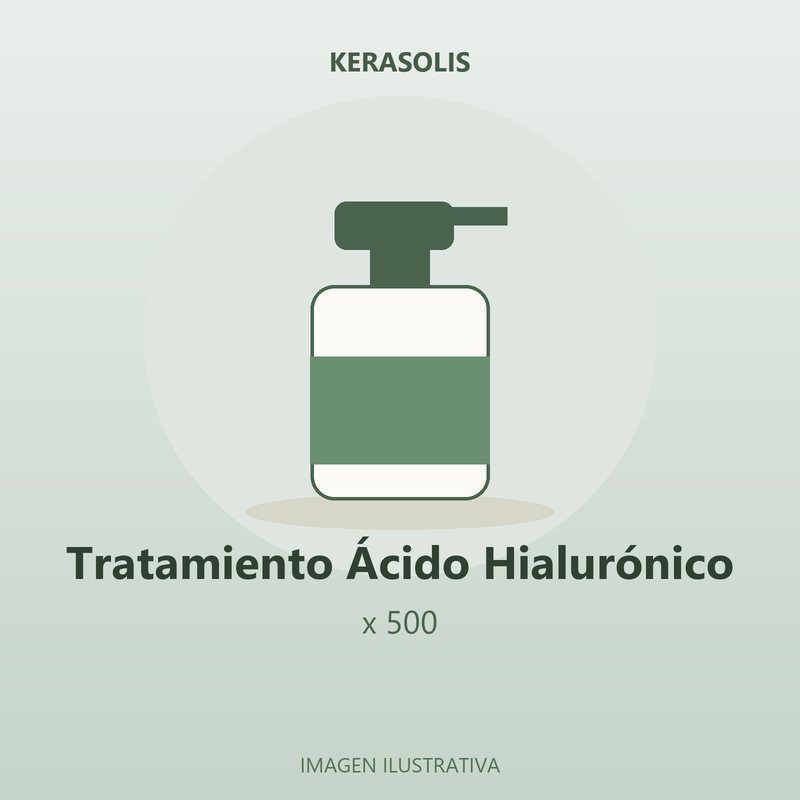 KERASOLIS
Tratamiento Ácido Hialurónico
x 500
IMAGEN ILUSTRATIVA